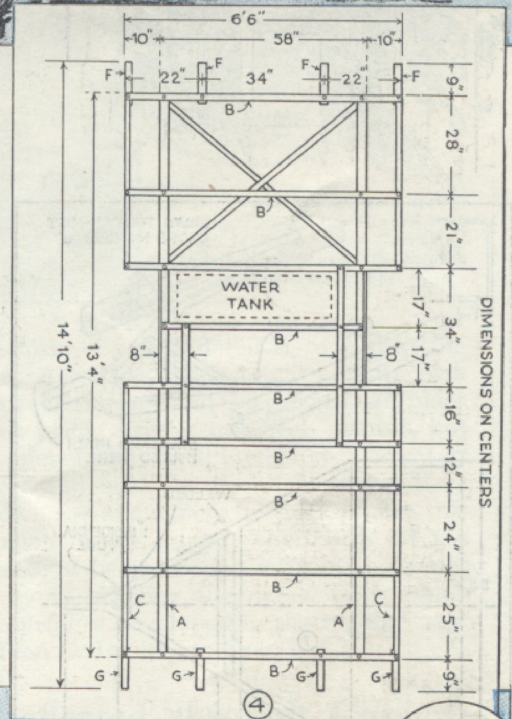 6'6"
10" 58" 10"
F 22" F 34" F 22" F
9"
B
28"
B
21"
WATER
TANK
17"
34"
B
8" 8"
17"
B
16"
B
12"
B
24"
B
25"
C A A C
B
G G G G
9"
14'10"
13'4"
DIMENSIONS ON CENTERS
4